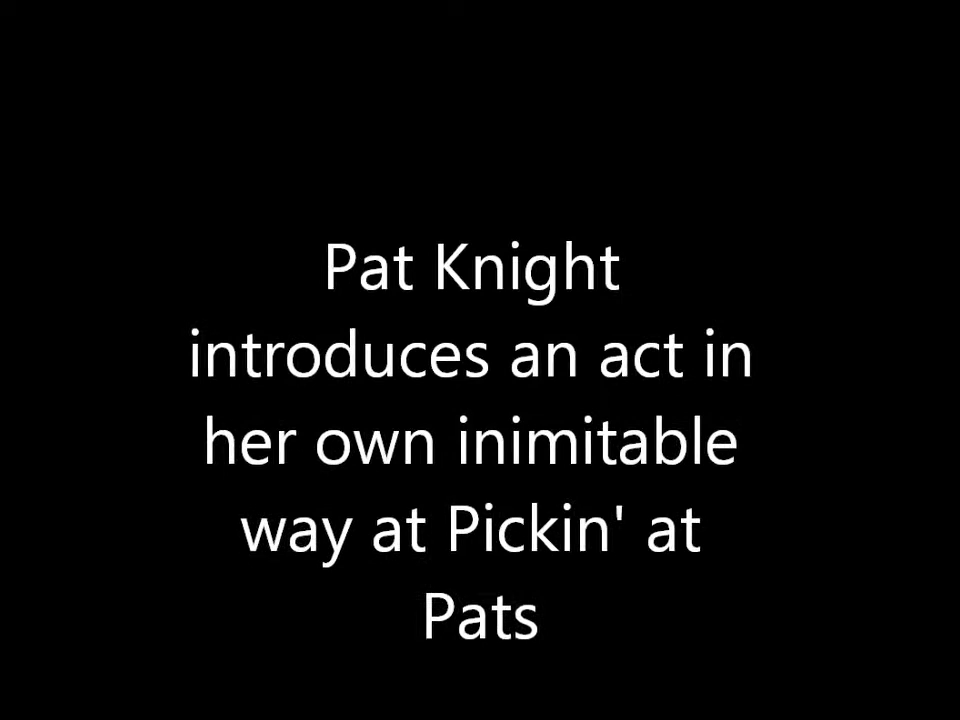 Pat Knight
introduces an act in
her own inimitable
way at Pickin' at
Pats